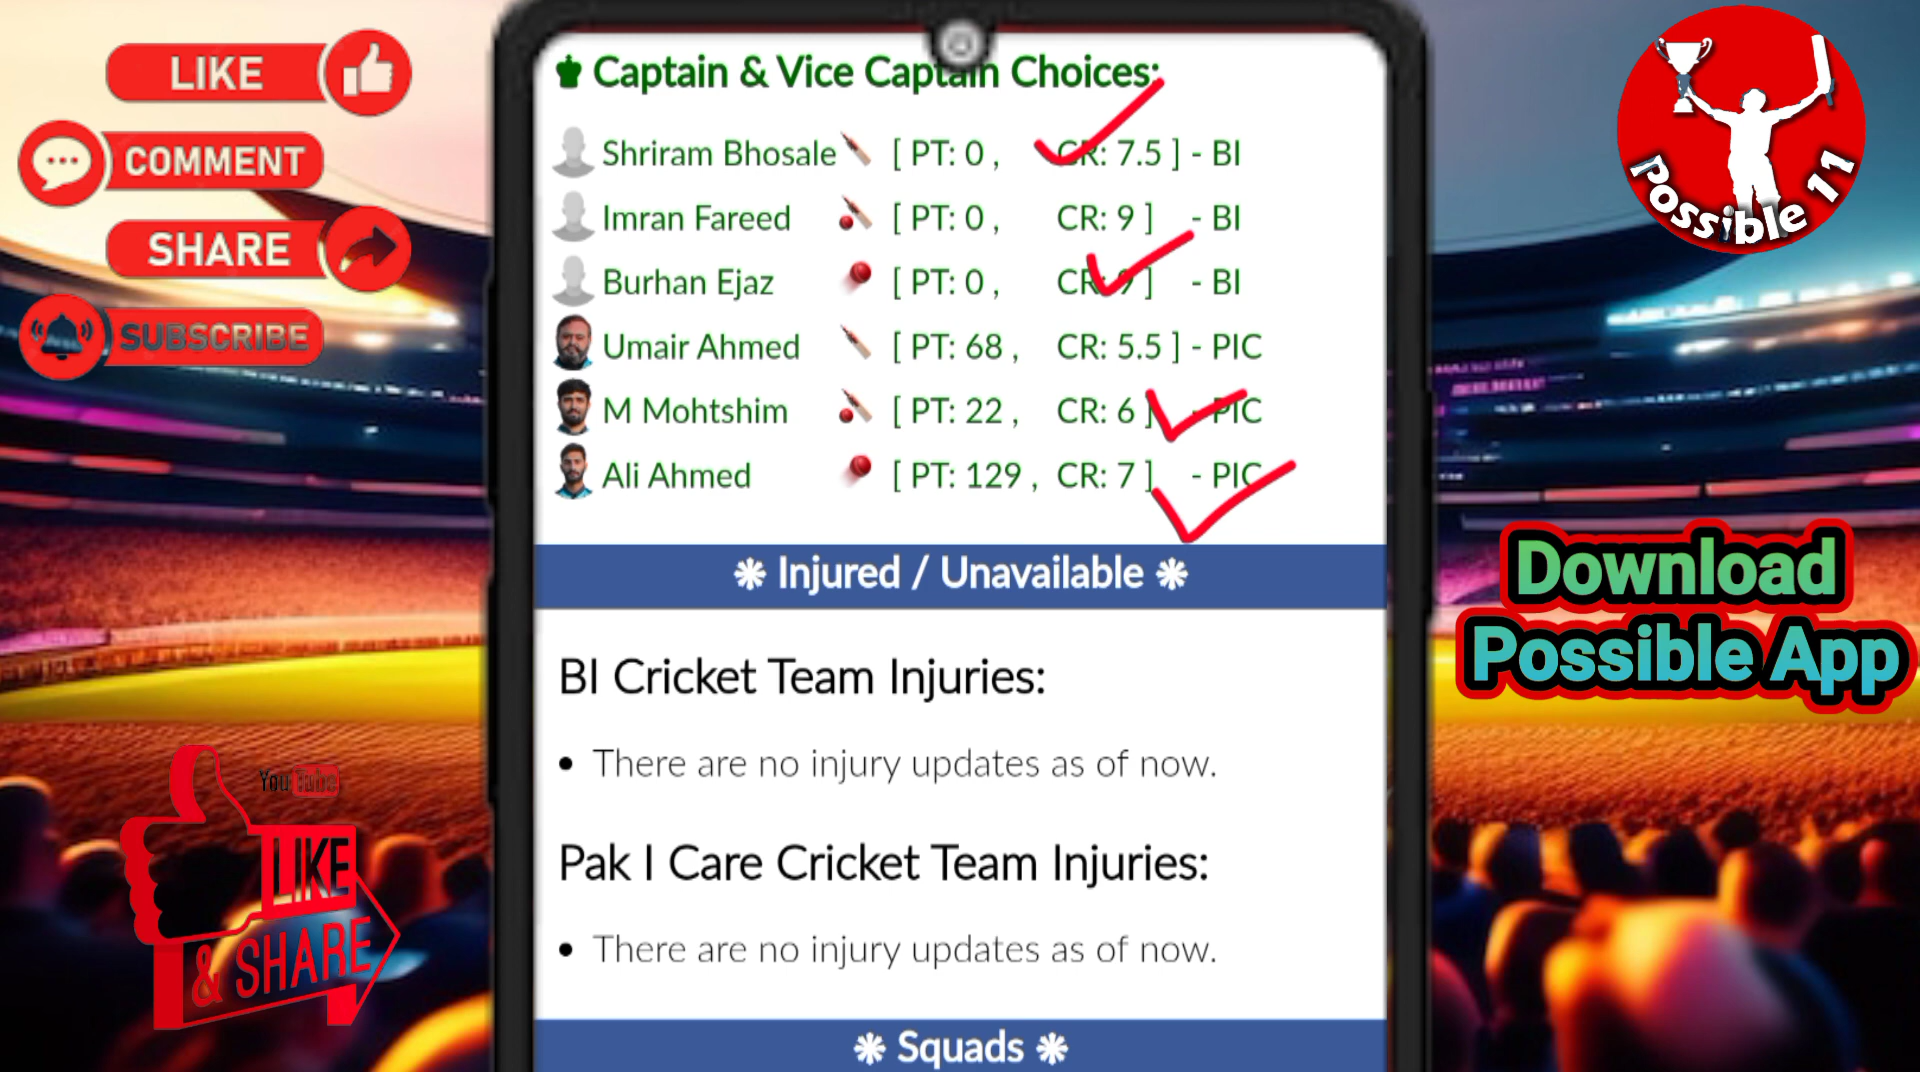 LIKE
COMMENT
SHARE
SUBSCRIBE
Captain & Vice Captain Choices:
Shriram Bhosale [ PT: 0 , CR: 7.5 ] - BI
Imran Fareed [ PT: 0 , CR: 9 ] - BI
Burhan Ejaz [ PT: 0 , CR: 9 ] - BI
Umair Ahmed [ PT: 68 , CR: 5.5 ] - PIC
M Mohtshim [ PT: 22 , CR: 6 ] - PIC
Ali Ahmed [ PT: 129 , CR: 7 ] - PIC
Injured / Unavailable
BI Cricket Team Injuries:
• There are no injury updates as of now.
Pak I Care Cricket Team Injuries:
• There are no injury updates as of now.
Squads
Possible 11
Download
Possible App
YouTube
LIKE
& SHARE